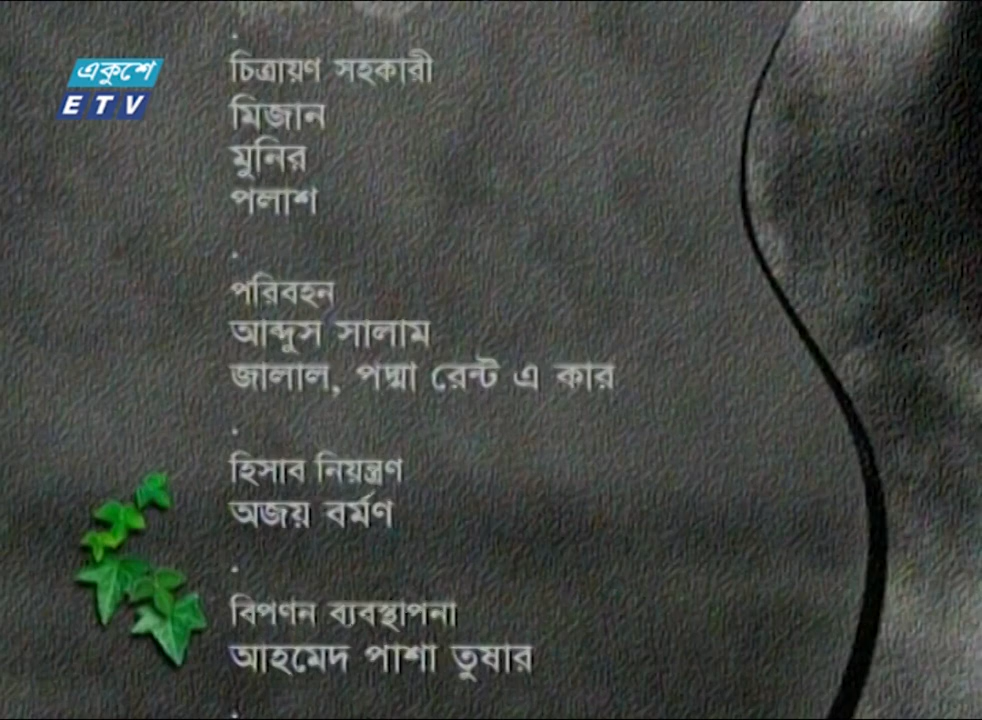 একুশে
ETV
চিত্রায়ণ সহকারী
মিজান
মুনির
পলাশ
পরিবহন
আব্দুস সালাম
জালাল, পদ্মা রেন্ট এ কার
হিসাব নিয়ন্ত্রণ
অজয় বর্মণ
বিপণন ব্যবস্থাপনা
আহমেদ পাশা তুষার